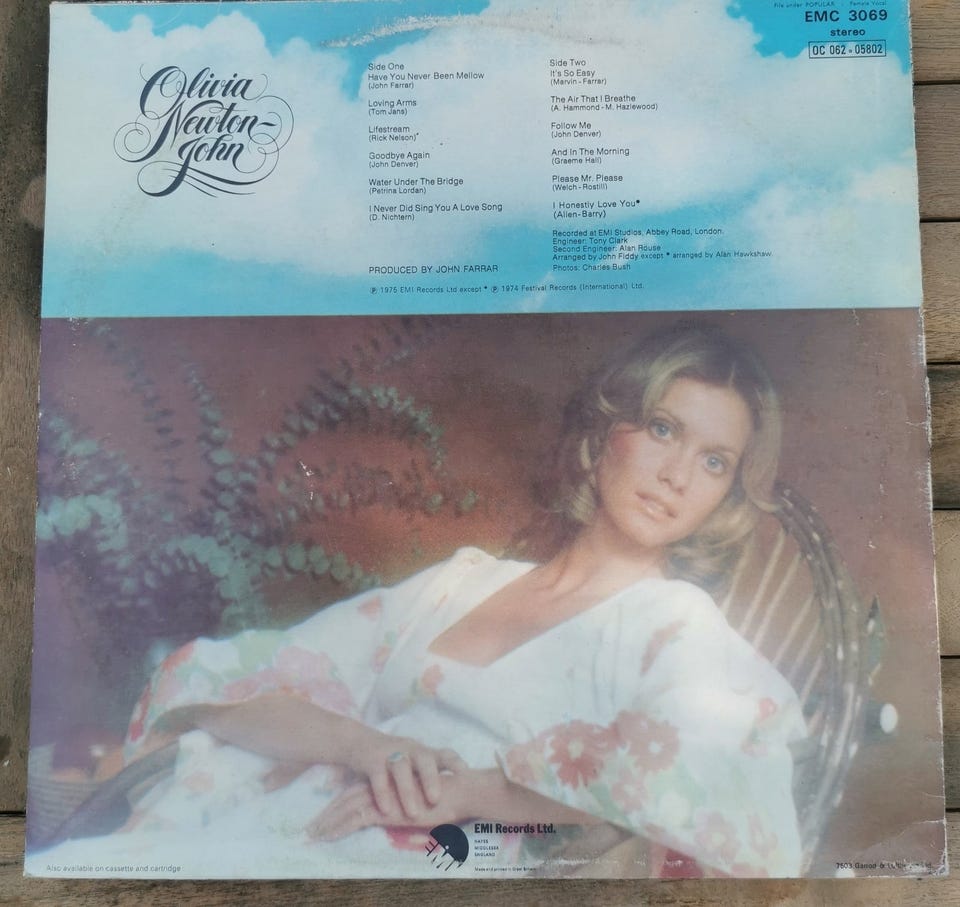 File under POPULAR : Female Vocal
EMC 3069
stereo
OC 062 • 05802
Olivia
Newton-
John
Side One
Have You Never Been Mellow
(John Farrar)
Loving Arms
(Tom Jans)
Lifestream
(Rick Nelson)*
Goodbye Again
(John Denver)
Water Under The Bridge
(Petrina Lordan)
I Never Did Sing You A Love Song
(D. Nichtern)
PRODUCED BY JOHN FARRAR
Side Two
It's So Easy
(Marvin - Farrar)
The Air That I Breathe
(A. Hammond - M. Hazlewood)
Follow Me
(John Denver)
And In The Morning
(Graeme Hall)
Please Mr. Please
(Welch - Rostill)
I Honestly Love You*
(Allen - Barry)
Recorded at EMI Studios, Abbey Road, London.
Engineer: Tony Clark
Second Engineer: Alan Rouse
Arranged by John Fiddy except * arranged by Alan Hawkshaw
Photos: Charles Bush
℗ 1975 EMI Records Ltd except * ℗ 1974 Festival Records (International) Ltd.
EMI Records Ltd.
HAYES
MIDDLESEX
ENGLAND
Made and printed in Great Britain
Also available on cassette and cartridge
7503 Garrod & Ltd.